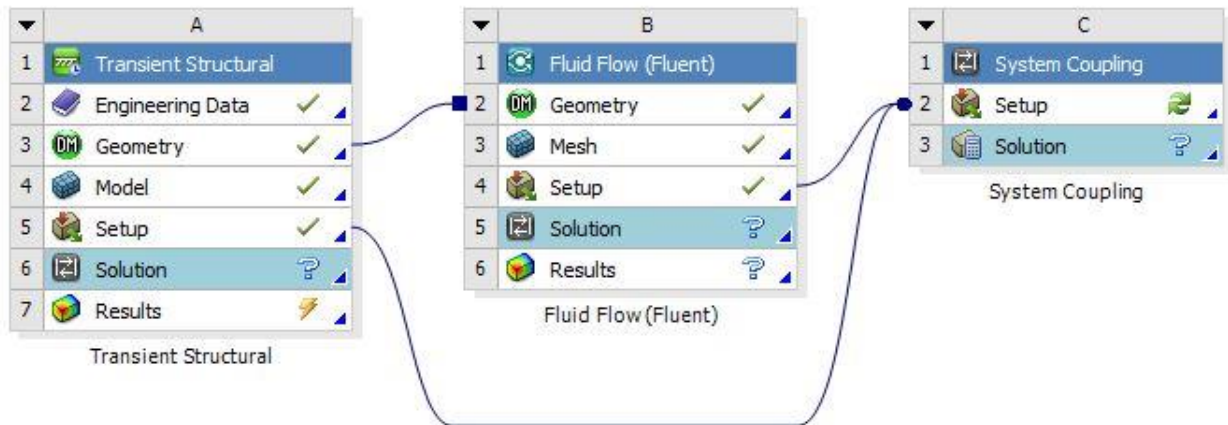 A
1 Transient Structural
2 Engineering Data
3 DM Geometry
4 Model
5 Setup
6 Solution
7 Results
Transient Structural
B
1 Fluid Flow (Fluent)
2 DM Geometry
3 Mesh
4 Setup
5 Solution ?
6 Results ?
Fluid Flow (Fluent)
C
1 System Coupling
2 Setup
3 Solution ?
System Coupling